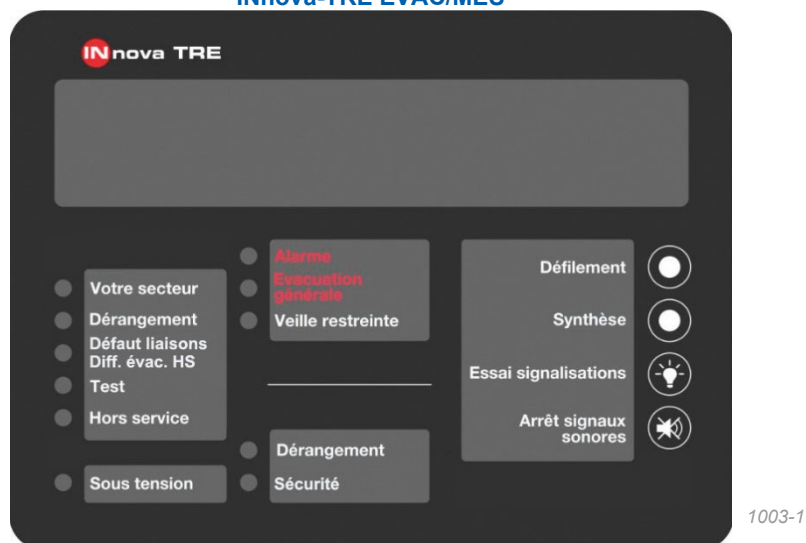 INnova-TRE EVAC/MES
INnova TRE
Alarme
Evacuation
générale
Veille restreinte
Votre secteur
Dérangement
Défaut liaisons
Diff. évac. HS
Test
Hors service
Sous tension
Dérangement
Sécurité
Défilement
Synthèse
Essai signalisations
Arrêt signaux
sonores
1003-1